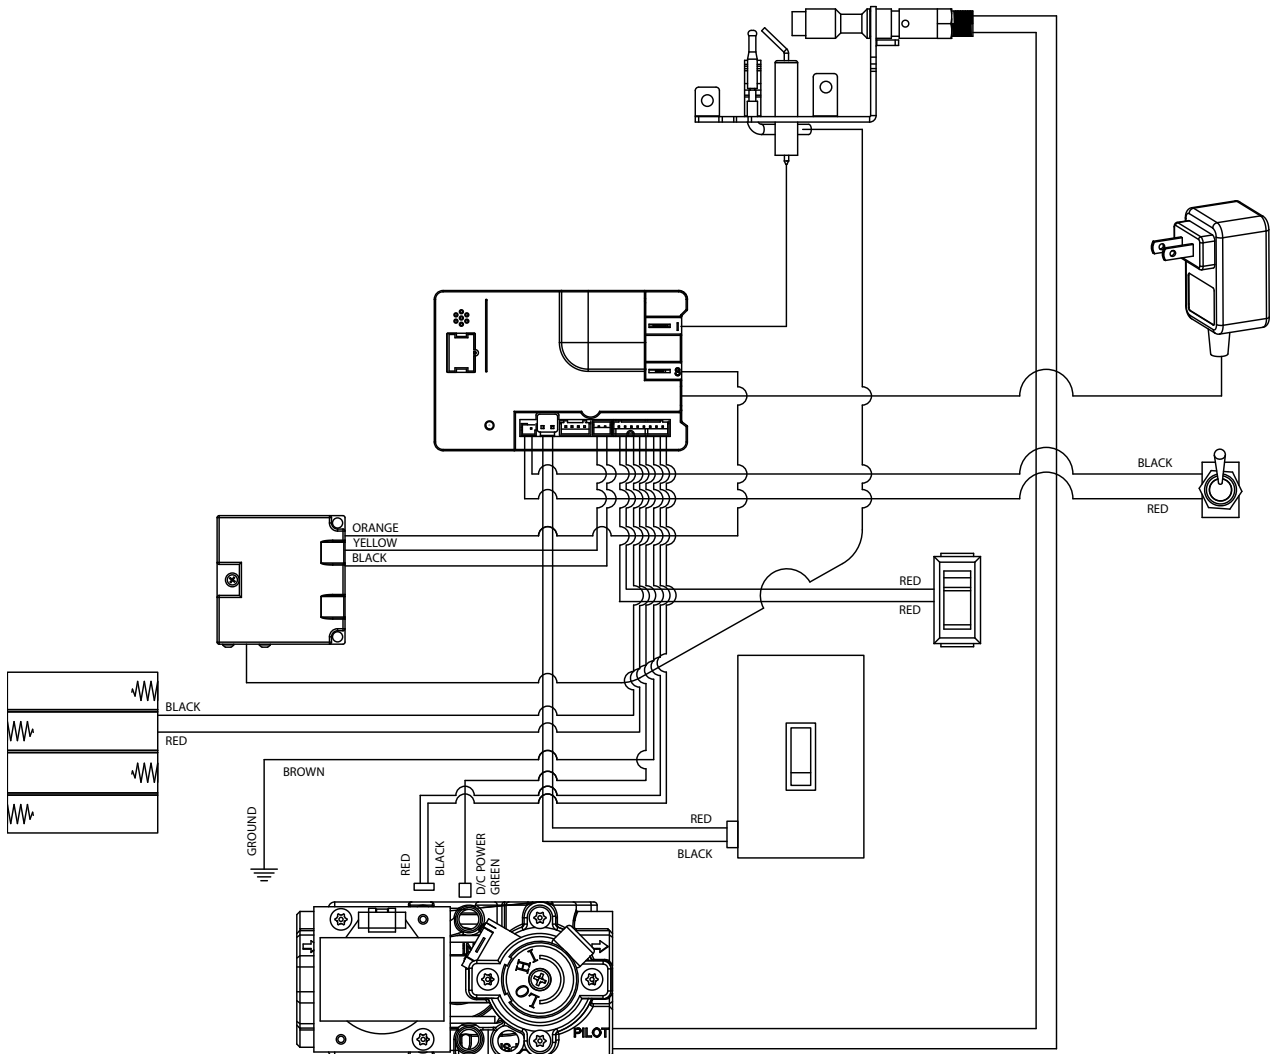 I
8
BLACK
RED
ORANGE
YELLOW
BLACK
RED
RED
BLACK
RED
BROWN
GROUND
RED
BLACK
RED
BLACK
D/C POWER
GREEN
HI
LO
PILOT